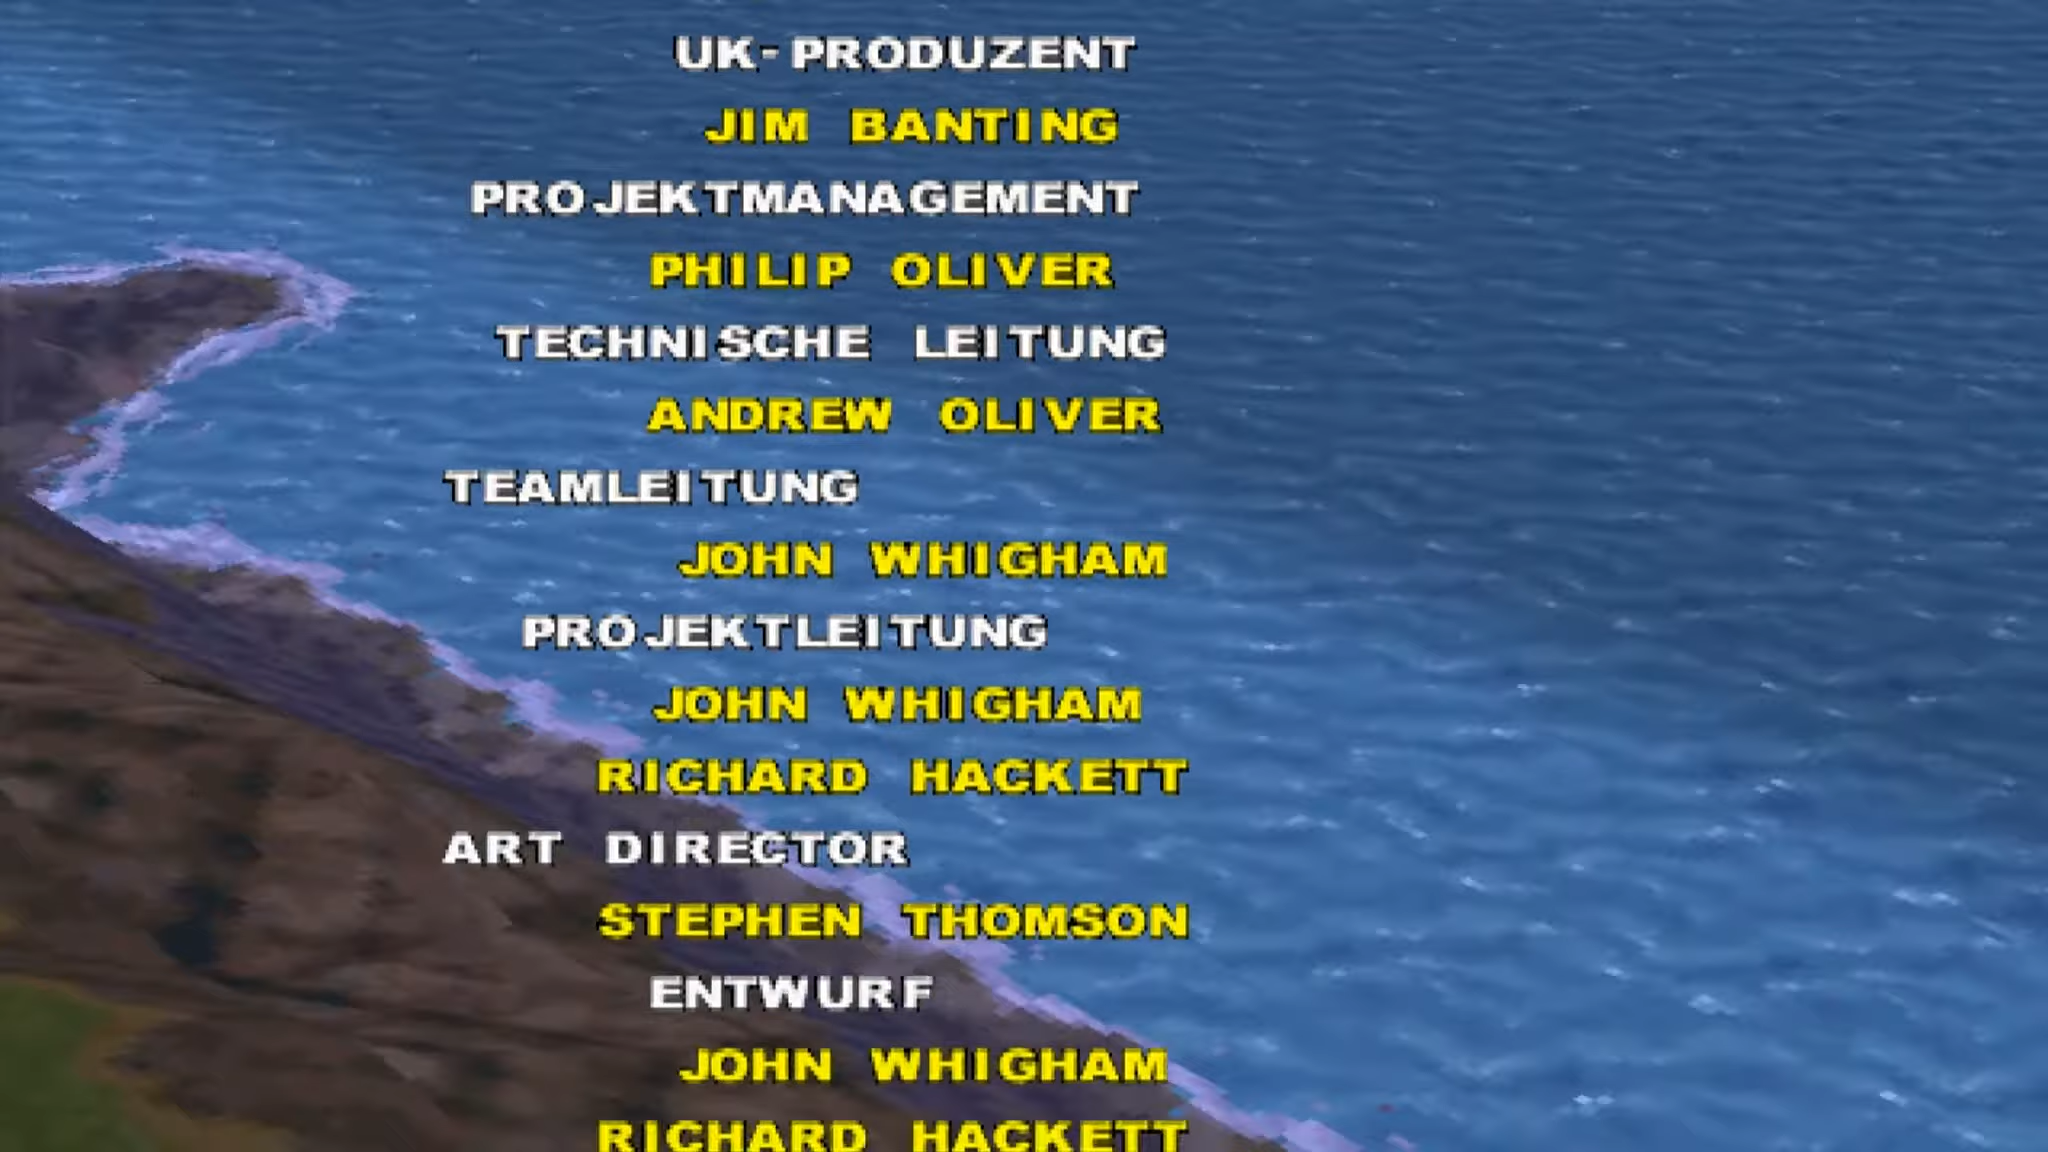 UK-PRODUZENT
JIM BANTING
PROJEKTMANAGEMENT
PHILIP OLIVER
TECHNISCHE LEITUNG
ANDREW OLIVER
TEAMLEITUNG
JOHN WHIGHAM
PROJEKTLEITUNG
JOHN WHIGHAM
RICHARD HACKETT
ART DIRECTOR
STEPHEN THOMSON
ENTWURF
JOHN WHIGHAM
RICHARD HACKETT